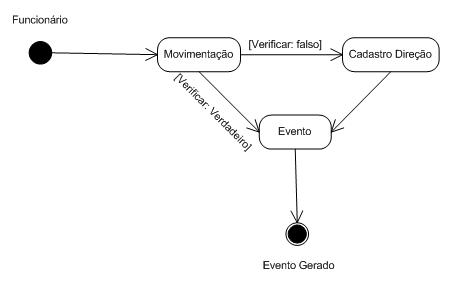 Funcionário
Movimentação
[Verificar: falso]
Cadastro Direção
[Verificar: Verdadeiro]
Evento
Evento Gerado